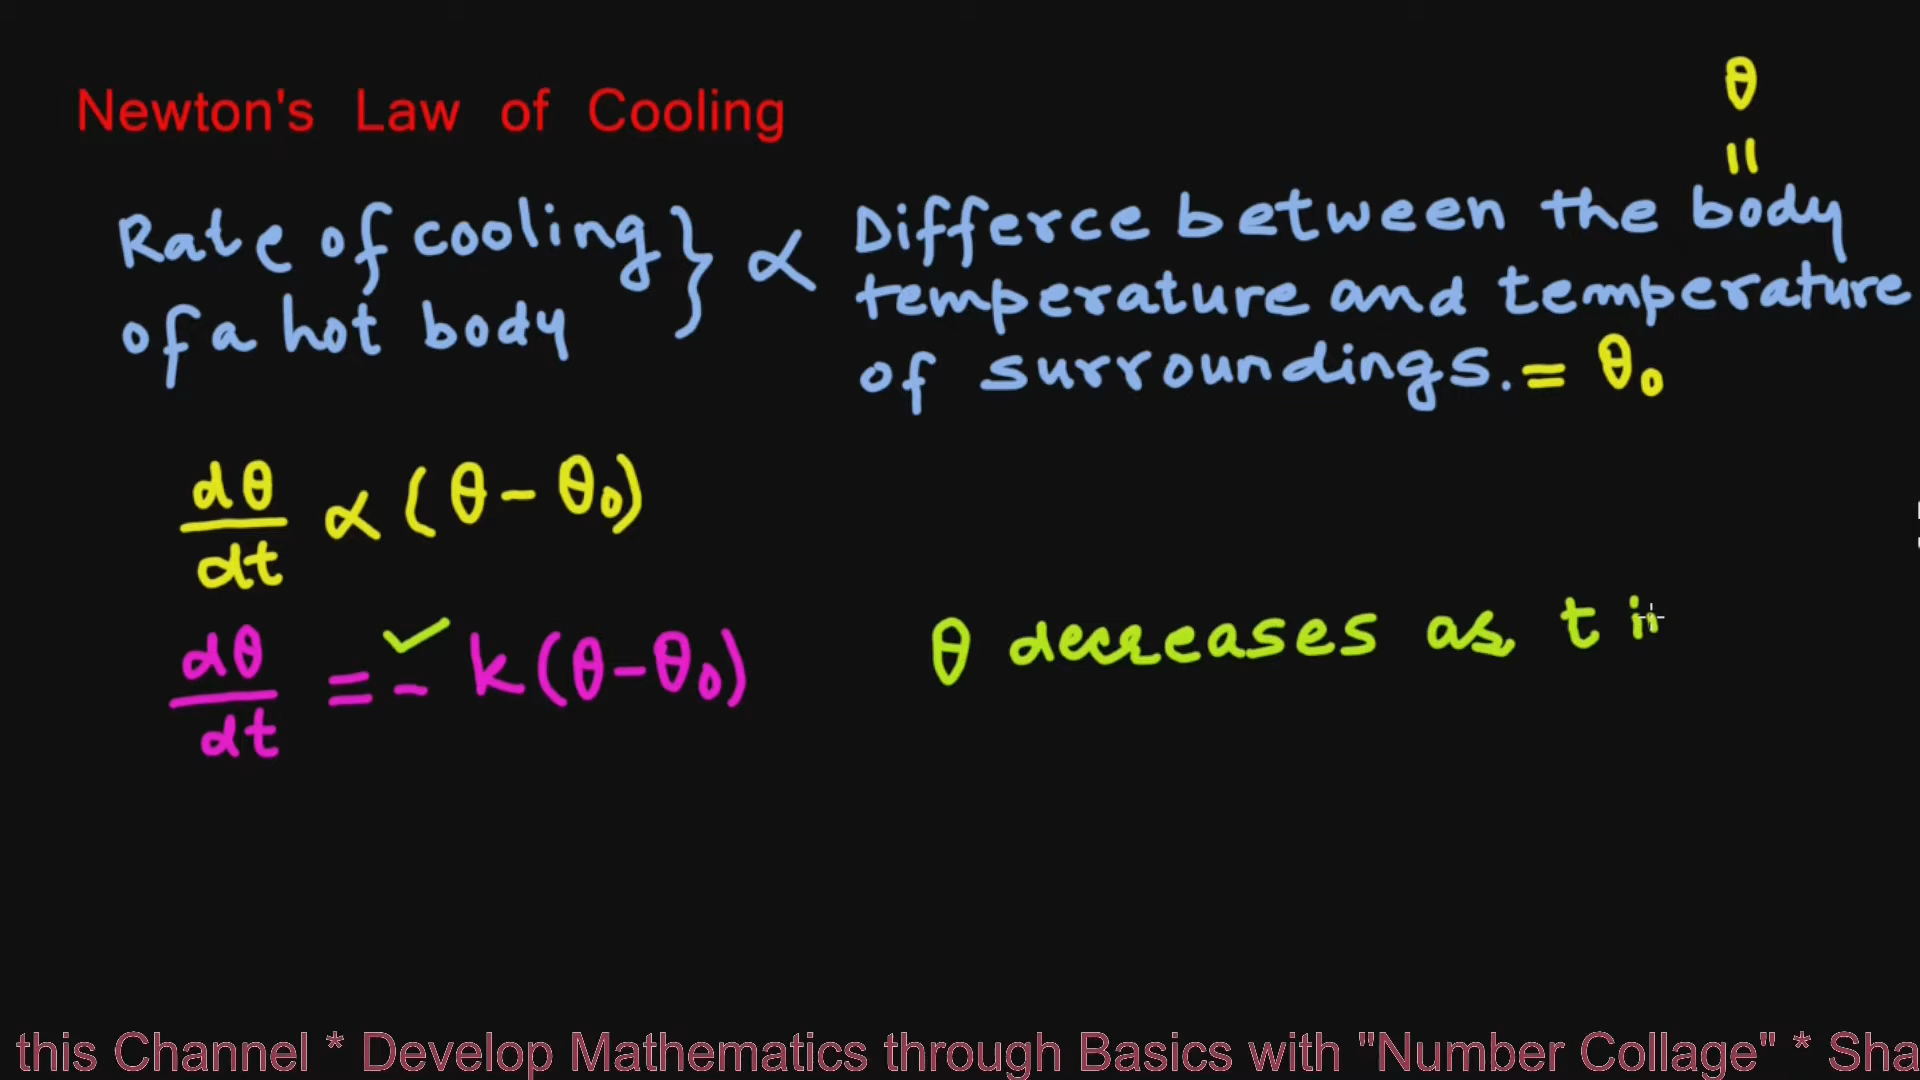 Newton's Law of Cooling
θ
=
Rate of cooling } ∝ Differce between the body
of a hot body temperature and temperature
of surroundings. = θ₀
dθ/dt ∝ (θ - θ₀)
dθ/dt = - k (θ - θ₀)
θ decreases as t in
this Channel * Develop Mathematics through Basics with "Number Collage" * Sha